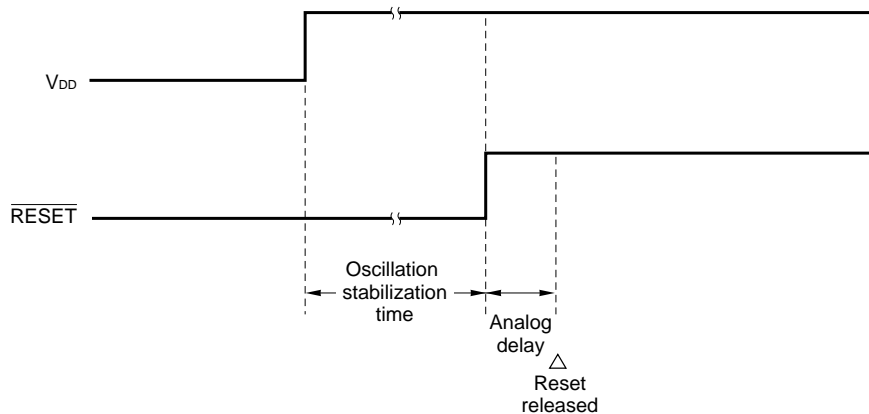 VDD
RESET
Oscillation
stabilization
time
Analog
delay
Reset
released